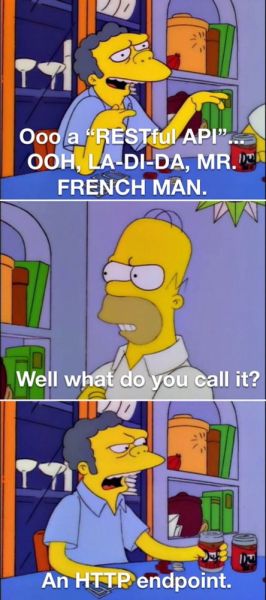 Ooo a “RESTful API”...
OOH, LA-DI-DA, MR.
FRENCH MAN.
Well what do you call it?
An HTTP endpoint.